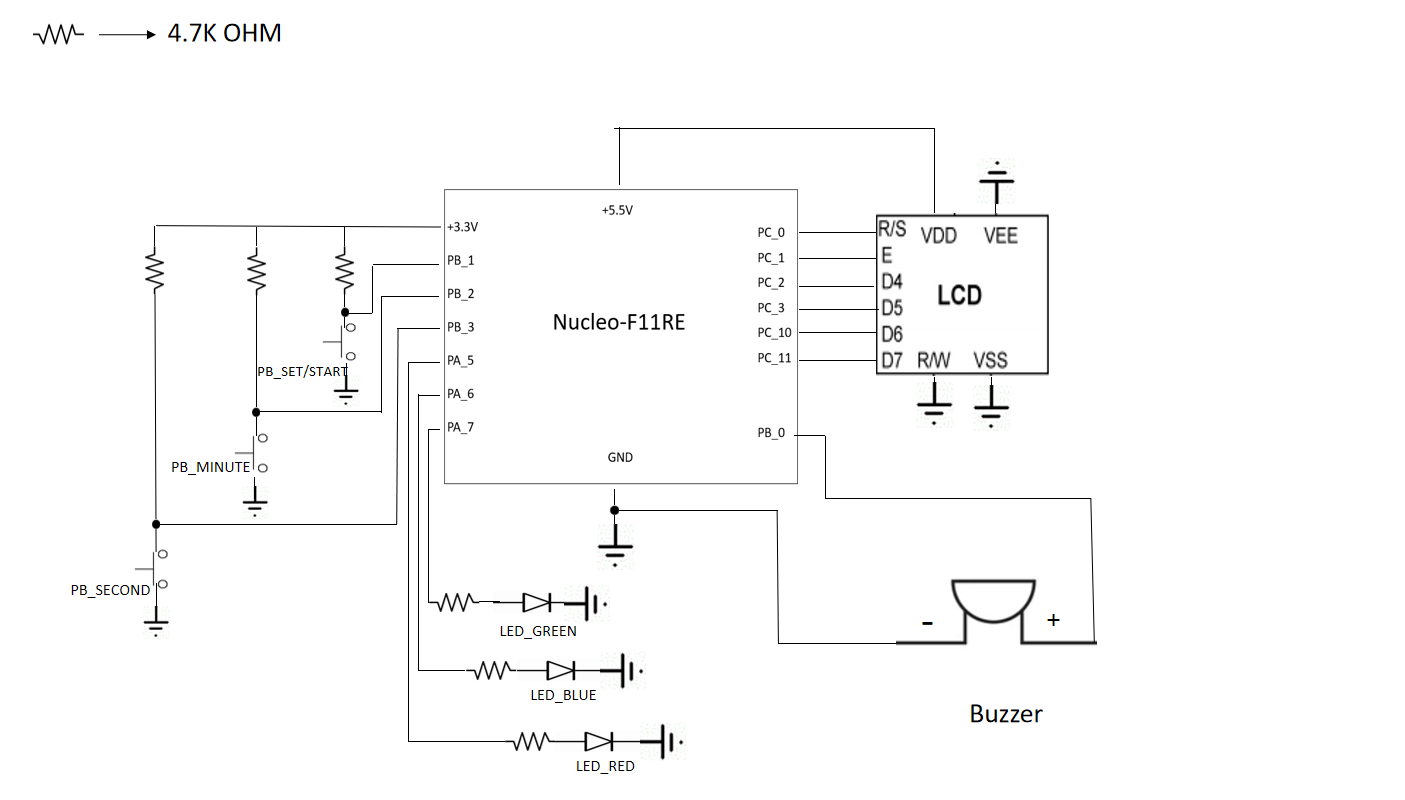 4.7K OHM
+5.5V
+3.3V
PB_1
PB_2
PB_3
PA_5
PA_6
PA_7
Nucleo-F11RE
GND
PC_0
PC_1
PC_2
PC_3
PC_10
PC_11
PB_0
R/S VDD VEE
E
D4
LCD
D5
D6
D7 R/W VSS
PB_SET/START
PB_MINUTE
PB_SECOND
LED_GREEN
LED_BLUE
LED_RED
- +
Buzzer